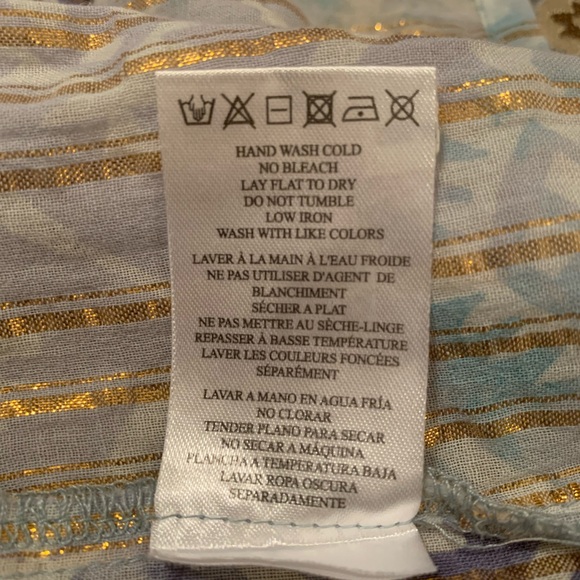 HAND WASH COLD
NO BLEACH
LAY FLAT TO DRY
DO NOT TUMBLE
LOW IRON
WASH WITH LIKE COLORS
LAVER À LA MAIN À L'EAU FROIDE
NE PAS UTILISER D'AGENT DE
BLANCHIMENT
SÉCHER A PLAT
NE PAS METTRE AU SÈCHE-LINGE
REPASSER À BASSE TEMPÉRATURE
LAVER LES COULEURS FONCÉES
SÉPARÉMENT
LAVAR A MANO EN AGUA FRÍA
NO CLORAR
TENDER PLANO PARA SECAR
NO SECAR A MÁQUINA
PLANCHA A TEMPERATURA BAJA
LAVAR ROPA OSCURA
SEPARADAMENTE